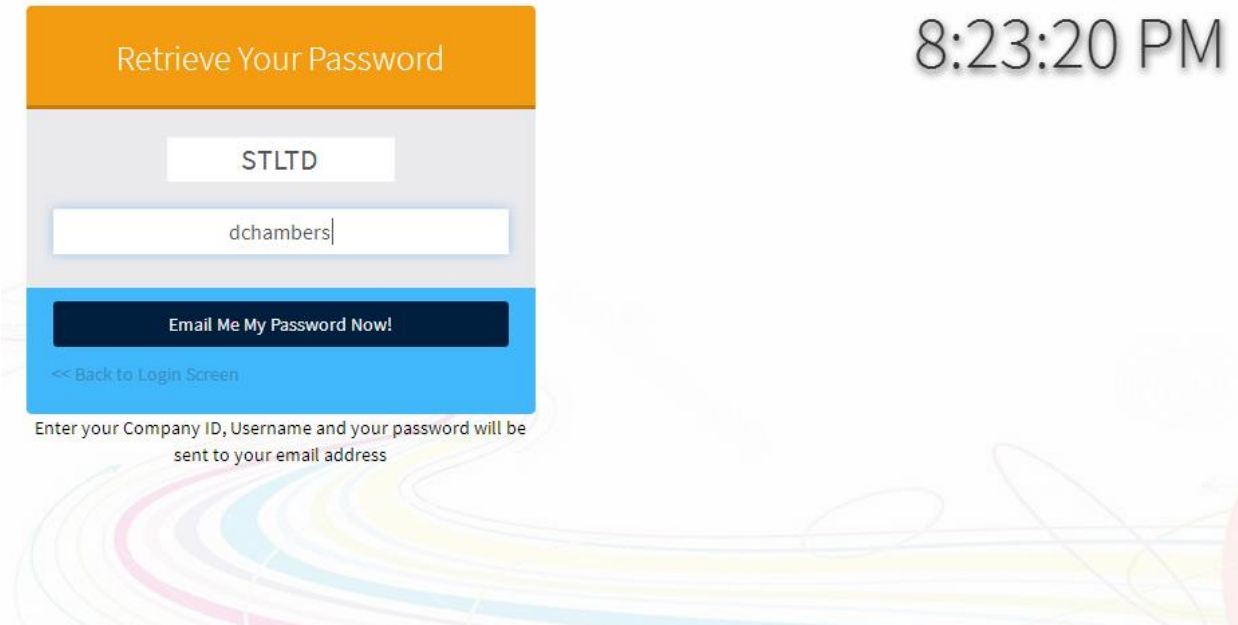 Retrieve Your Password
8:23:20 PM
STLTD
dchambers
Email Me My Password Now!
<< Back to Login Screen
Enter your Company ID, Username and your password will be
sent to your email address